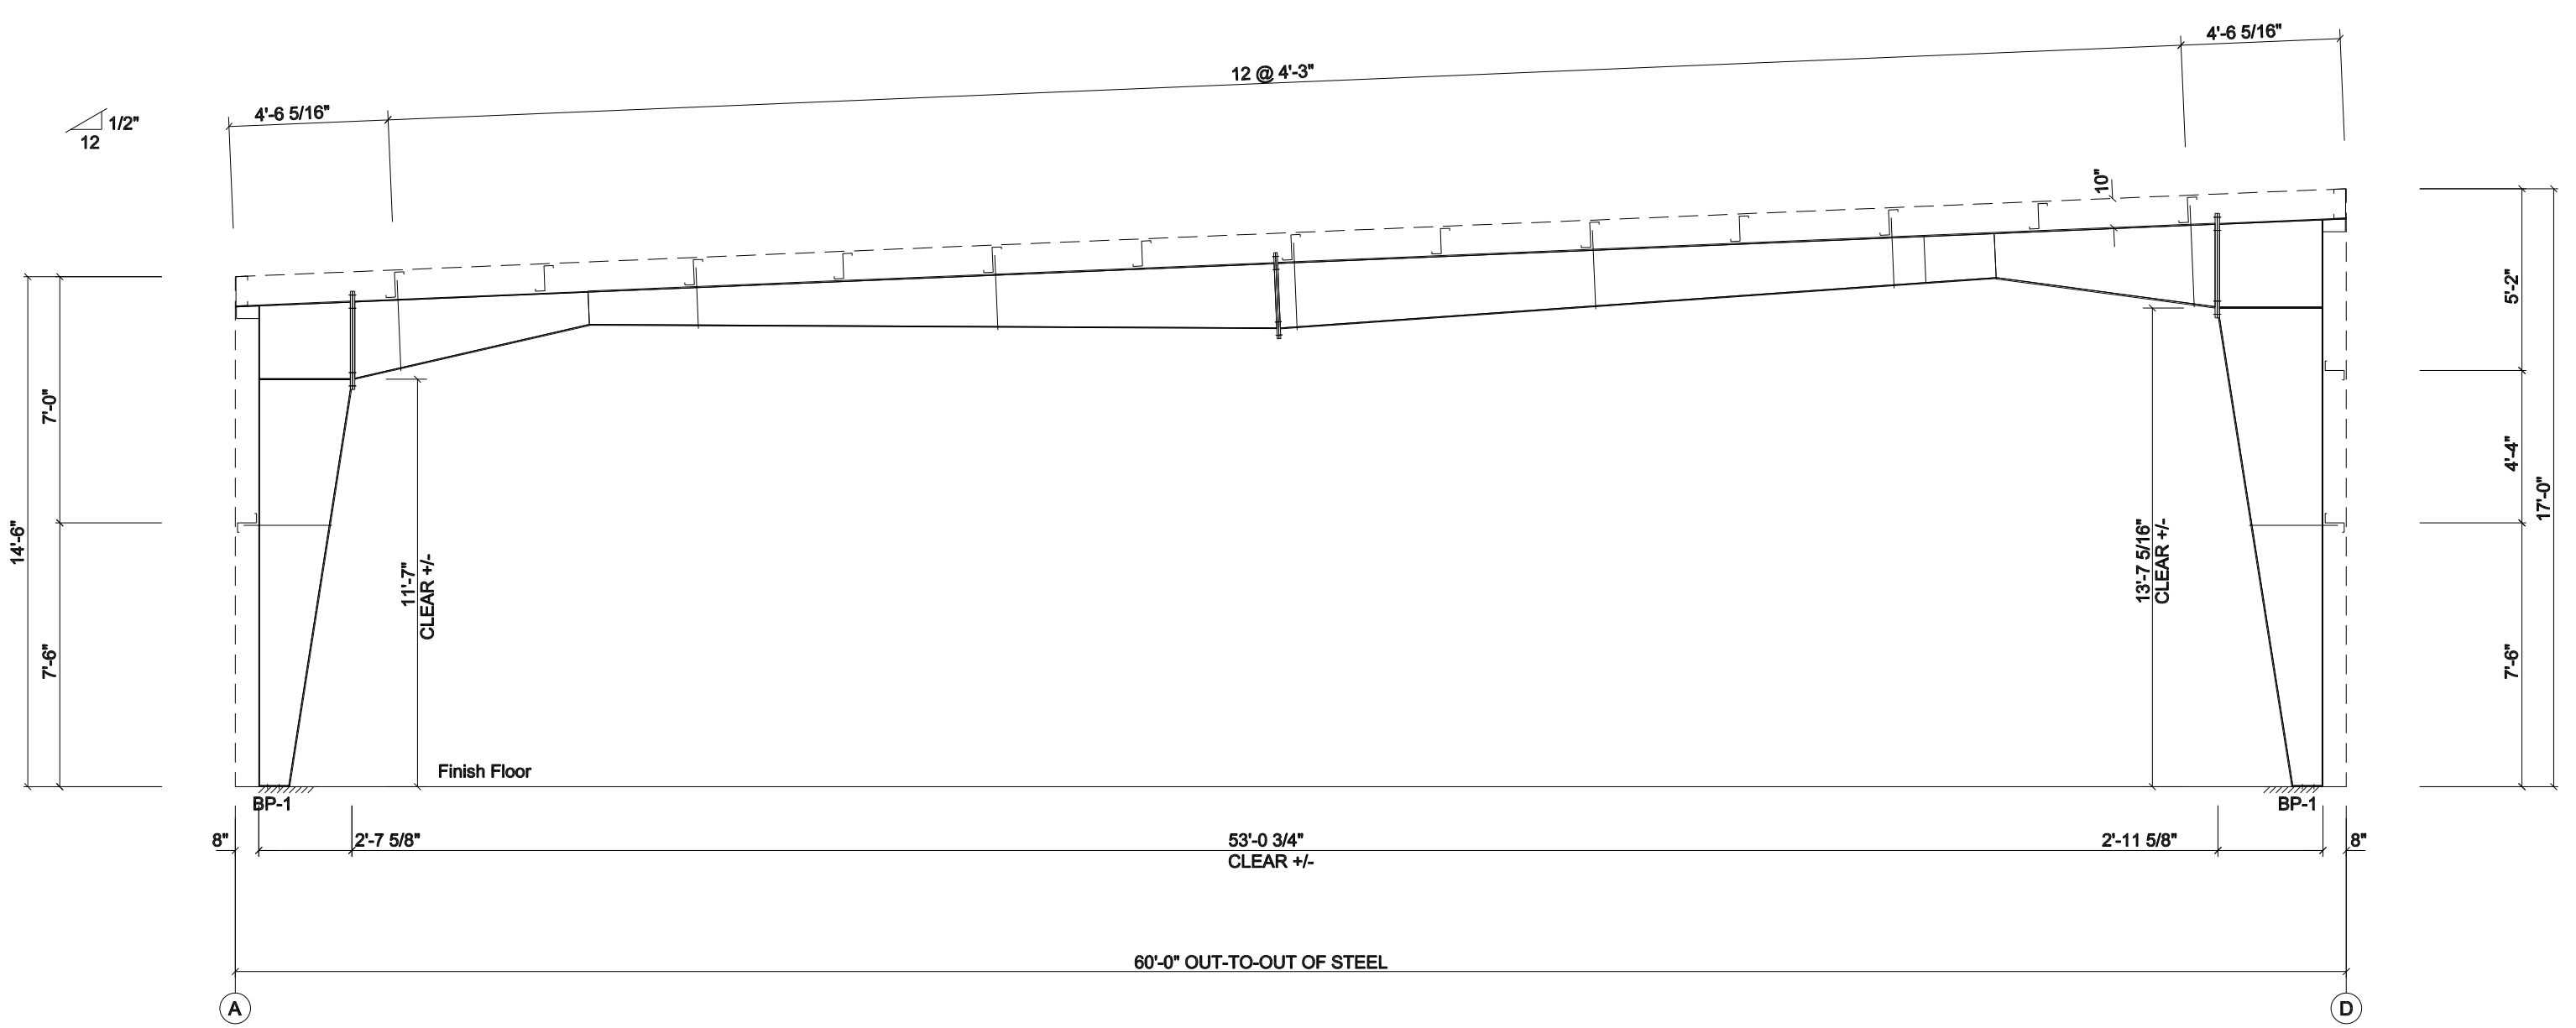 4'-6 5/16"
12 @ 4'-3"
4'-6 5/16"
1/2"
12
10"
7'-0"
14'-6"
7'-6"
11'-7"
CLEAR +/-
13'-7 5/16"
CLEAR +/-
5'-2"
4'-4"
17'-0"
7'-6"
Finish Floor
BP-1
BP-1
8"
2'-7 5/8"
53'-0 3/4"
CLEAR +/-
2'-11 5/8"
8"
60'-0" OUT-TO-OUT OF STEEL
A
D